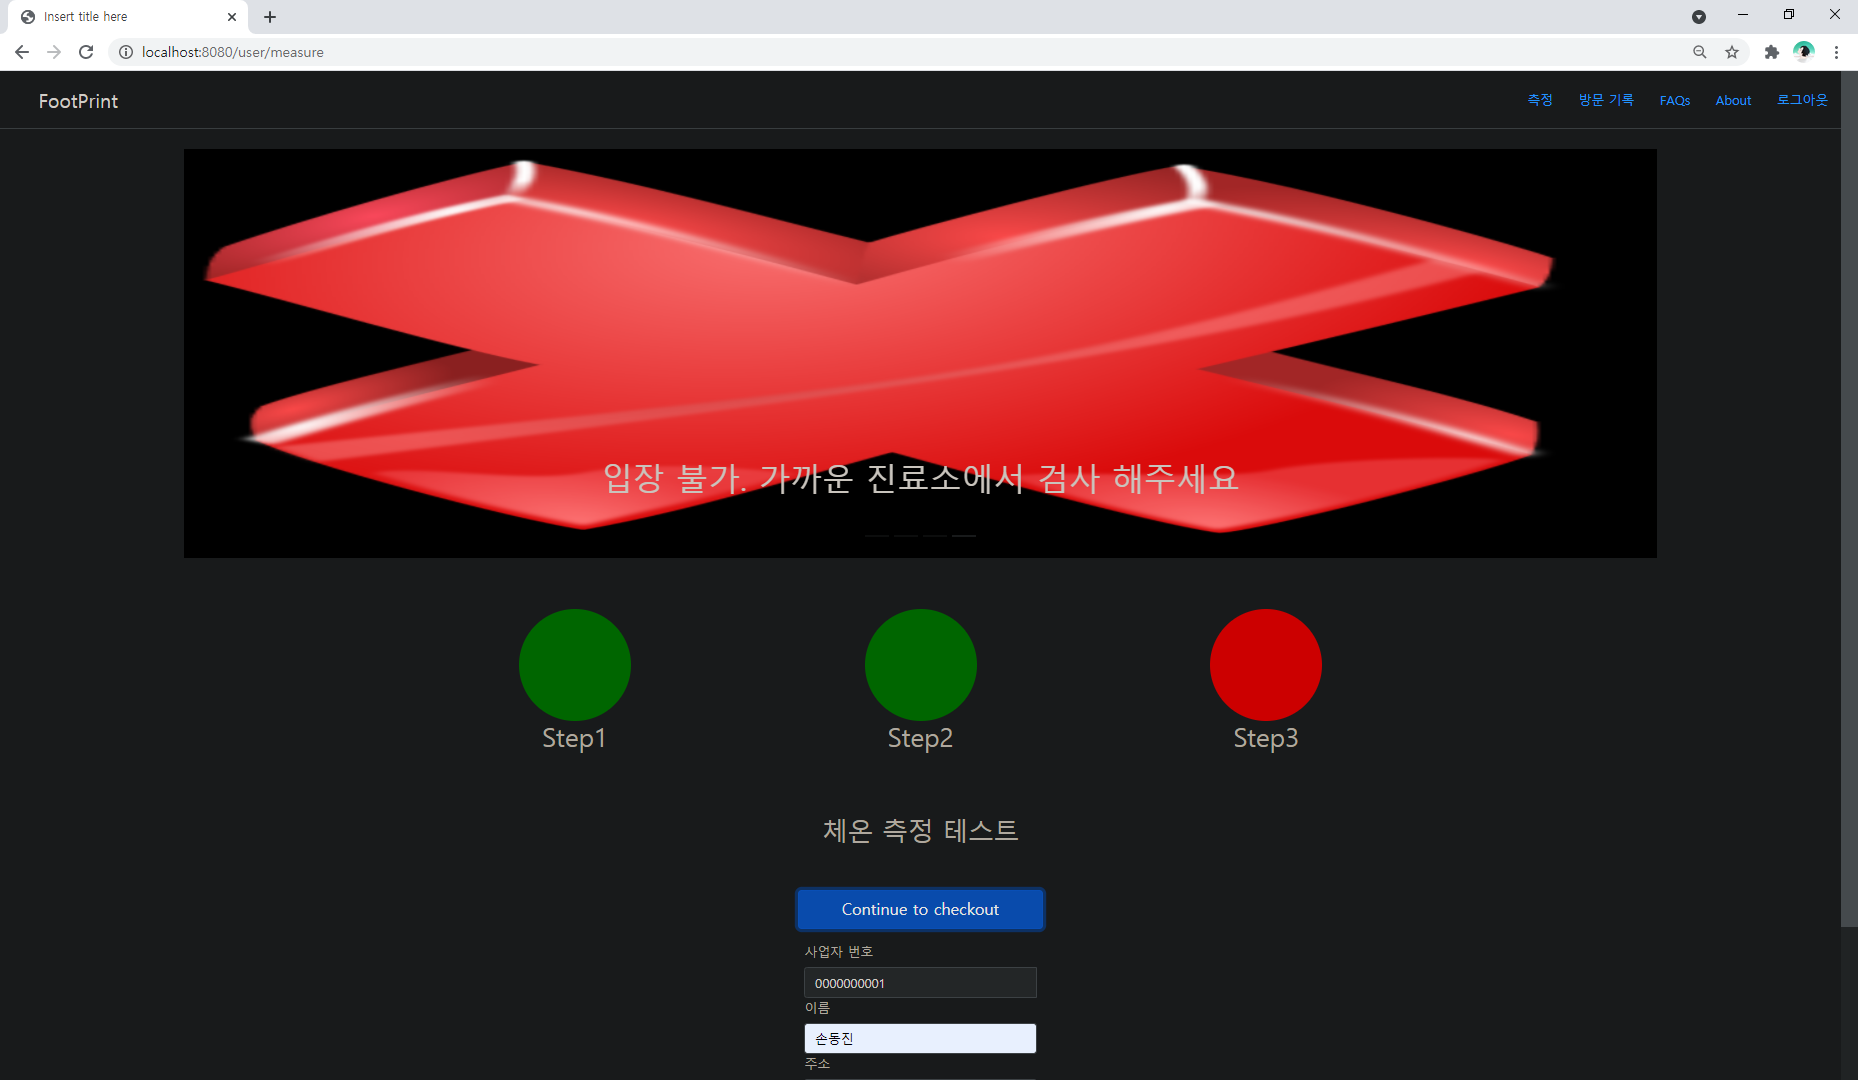 Insert title here
localhost:8080/user/measure
FootPrint
측정 방문 기록 FAQs About 로그아웃
입장 불가. 가까운 진료소에서 검사 해주세요
Step1 Step2 Step3
체온 측정 테스트
Continue to checkout
사업자 번호
0000000001
이름
손동진
주소